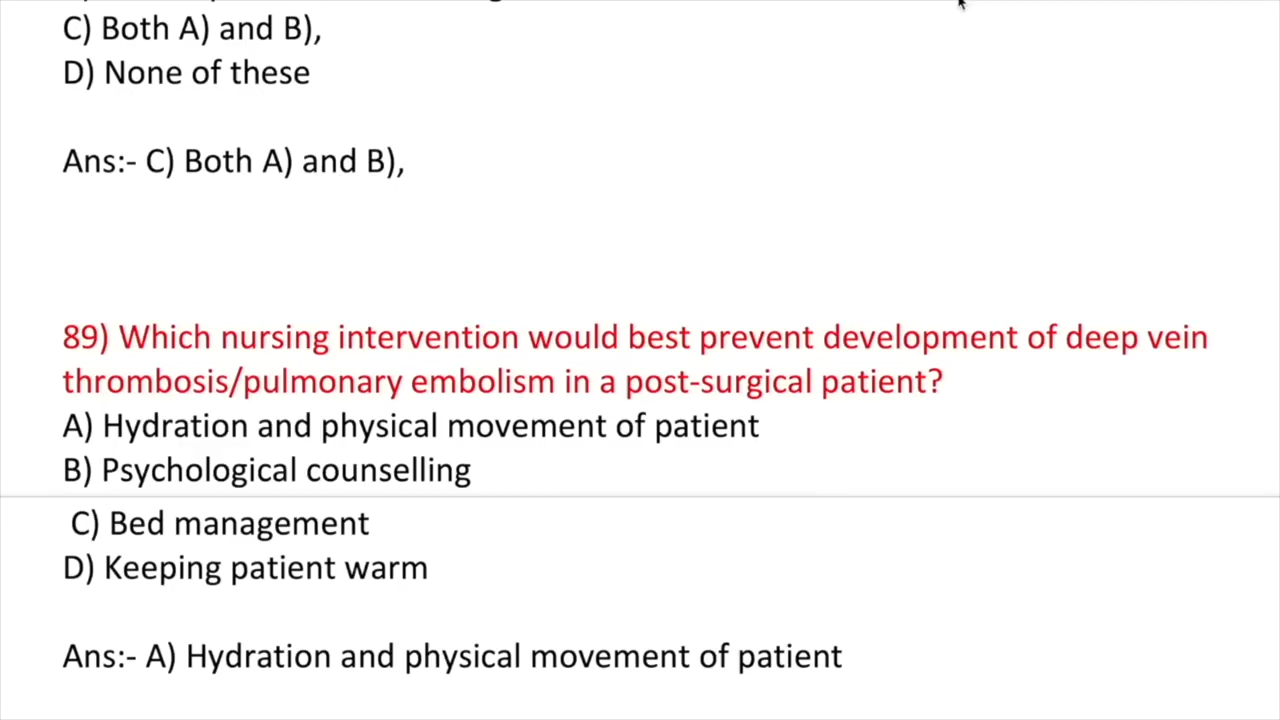 C) Both A) and B),
D) None of these
Ans:- C) Both A) and B),
89) Which nursing intervention would best prevent development of deep vein
thrombosis/pulmonary embolism in a post-surgical patient?
A) Hydration and physical movement of patient
B) Psychological counselling
C) Bed management
D) Keeping patient warm
Ans:- A) Hydration and physical movement of patient